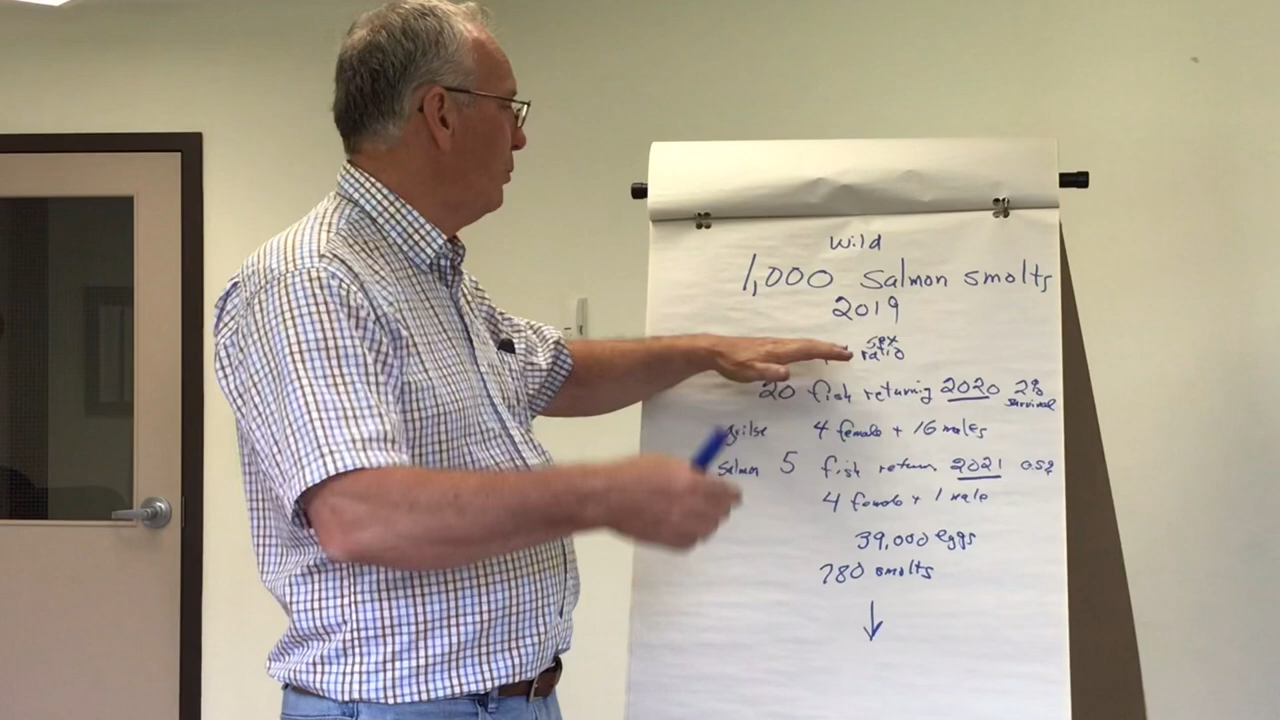 Wild
1,000 Salmon smolts
2019
sex
ratio
20 fish returning 2020 2%
survival
grilse 4 female + 16 males
Salmon 5 fish return 2021 0.5%
4 female + 1 male
39,000 eggs
780 smolts